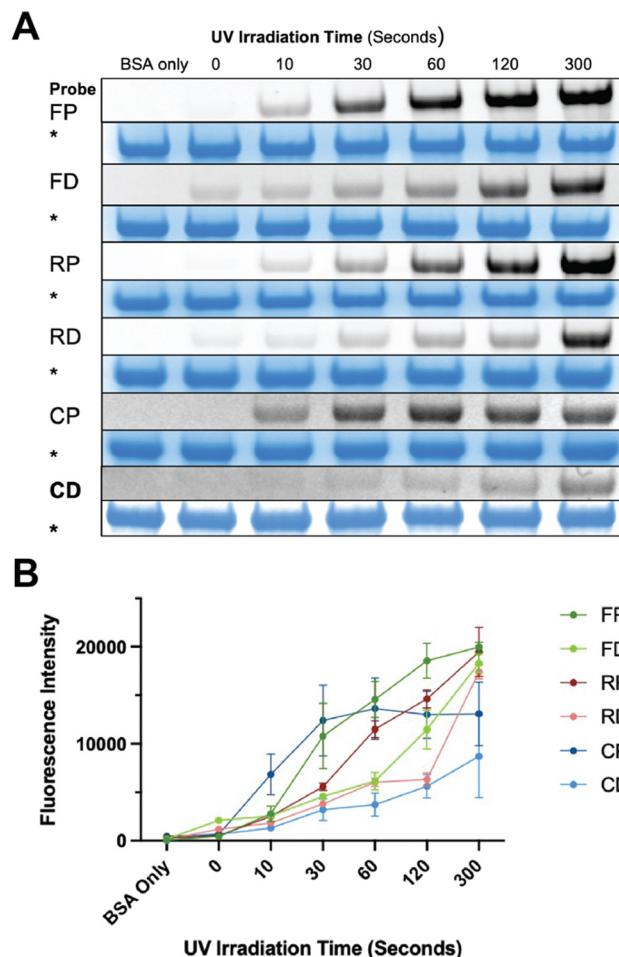 A
UV Irradiation Time (Seconds)
BSA only 0 10 30 60 120 300
Probe
FP
*
FD
*
RP
*
RD
*
CP
*
CD
*
B
Fluorescence Intensity
20000
10000
0
BSA Only 0 10 30 60 120 300
UV Irradiation Time (Seconds)